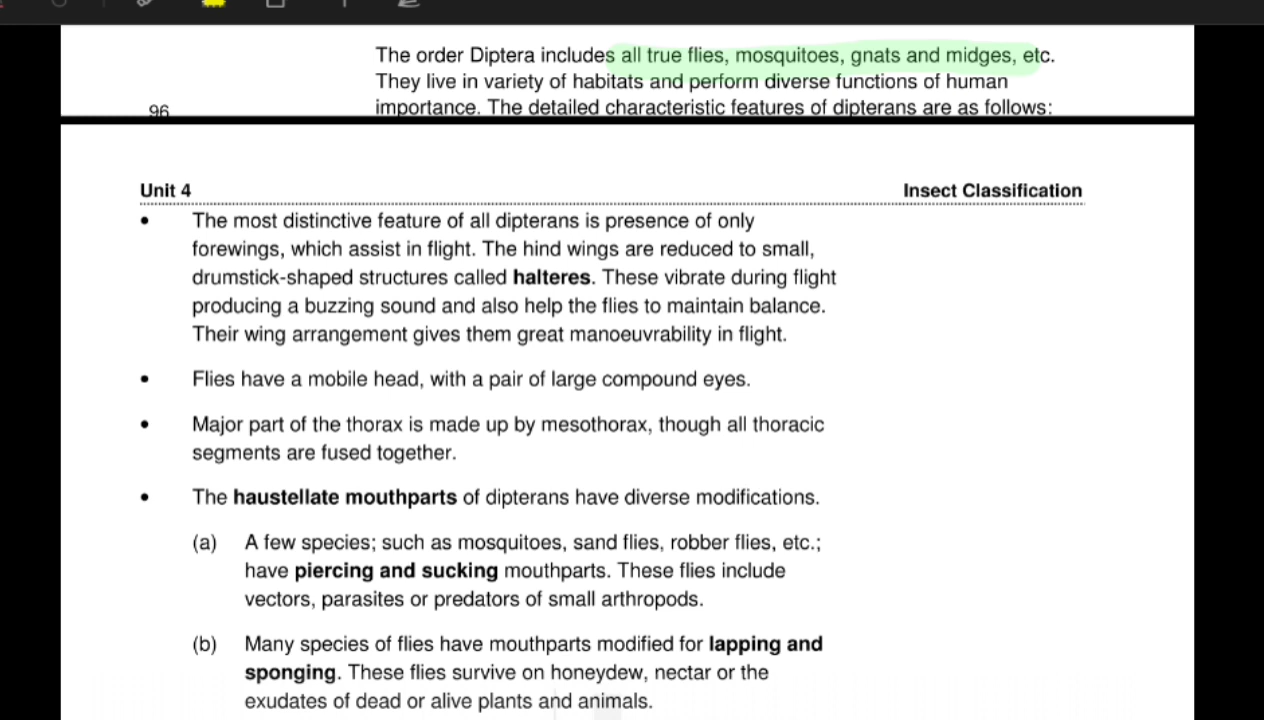 The order Diptera includes all true flies, mosquitoes, gnats and midges, etc.
They live in variety of habitats and perform diverse functions of human
96
importance. The detailed characteristic features of dipterans are as follows:
Unit 4 Insect Classification
• The most distinctive feature of all dipterans is presence of only
forewings, which assist in flight. The hind wings are reduced to small,
drumstick-shaped structures called halteres. These vibrate during flight
producing a buzzing sound and also help the flies to maintain balance.
Their wing arrangement gives them great manoeuvrability in flight.
• Flies have a mobile head, with a pair of large compound eyes.
• Major part of the thorax is made up by mesothorax, though all thoracic
segments are fused together.
• The haustellate mouthparts of dipterans have diverse modifications.
(a) A few species; such as mosquitoes, sand flies, robber flies, etc.;
have piercing and sucking mouthparts. These flies include
vectors, parasites or predators of small arthropods.
(b) Many species of flies have mouthparts modified for lapping and
sponging. These flies survive on honeydew, nectar or the
exudates of dead or alive plants and animals.